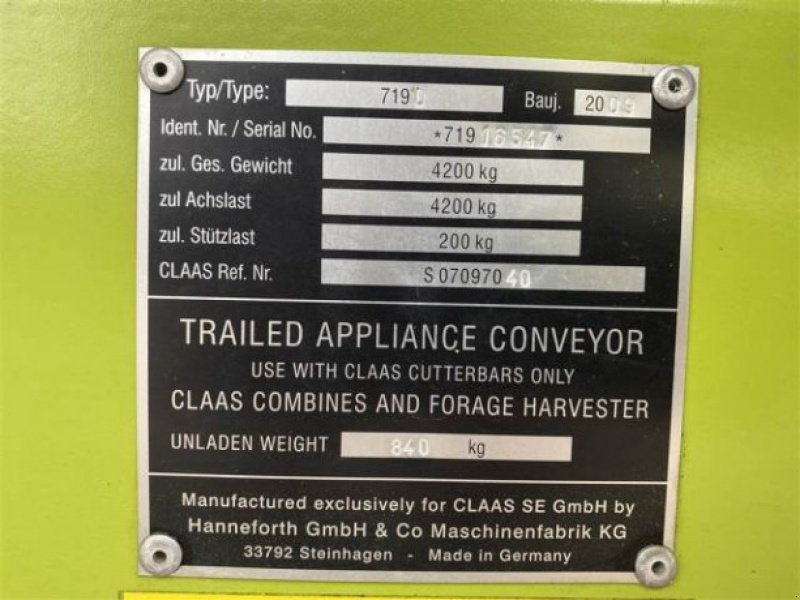 Typ/Type: 7190 Bauj. 2009
Ident. Nr. / Serial No. *71916547*
zul. Ges. Gewicht 4200 kg
zul Achslast 4200 kg
zul. Stützlast 200 kg
CLAAS Ref. Nr. S 070970 40
TRAILED APPLIANCE CONVEYOR
USE WITH CLAAS CUTTERBARS ONLY
CLAAS COMBINES AND FORAGE HARVESTER
UNLADEN WEIGHT 840 kg
Manufactured exclusively for CLAAS SE GmbH by
Hanneforth GmbH & Co Maschinenfabrik KG
33792 Steinhagen - Made in Germany